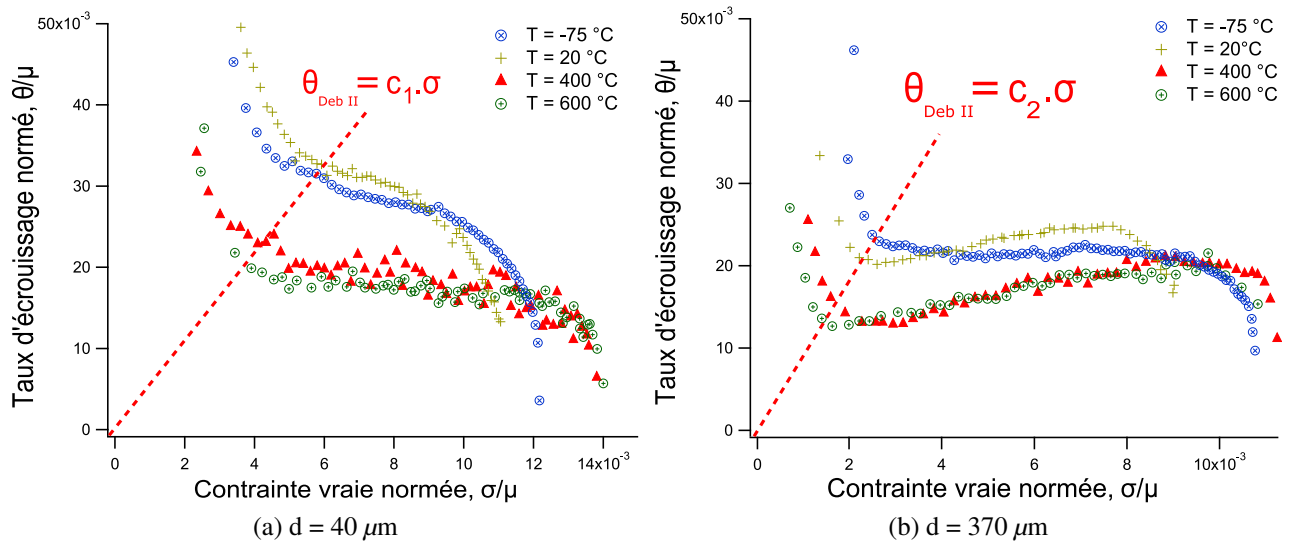 50x10⁻³
40
30
20
10
0
Taux d'écrouissage normé, θ/μ
T = -75 °C
T = 20 °C
T = 400 °C
T = 600 °C
θ Deb II = c₁.σ
0
2
4
6
8
10
12
14x10⁻³
Contrainte vraie normée, σ/μ
(a) d = 40 μm
50x10⁻³
40
30
20
10
0
Taux d'écrouissage normé, θ/μ
T = -75 °C
T = 20°C
T = 400 °C
T = 600 °C
θ Deb II = c₂.σ
0
2
4
6
8
10x10⁻³
Contrainte vraie normée, σ/μ
(b) d = 370 μm